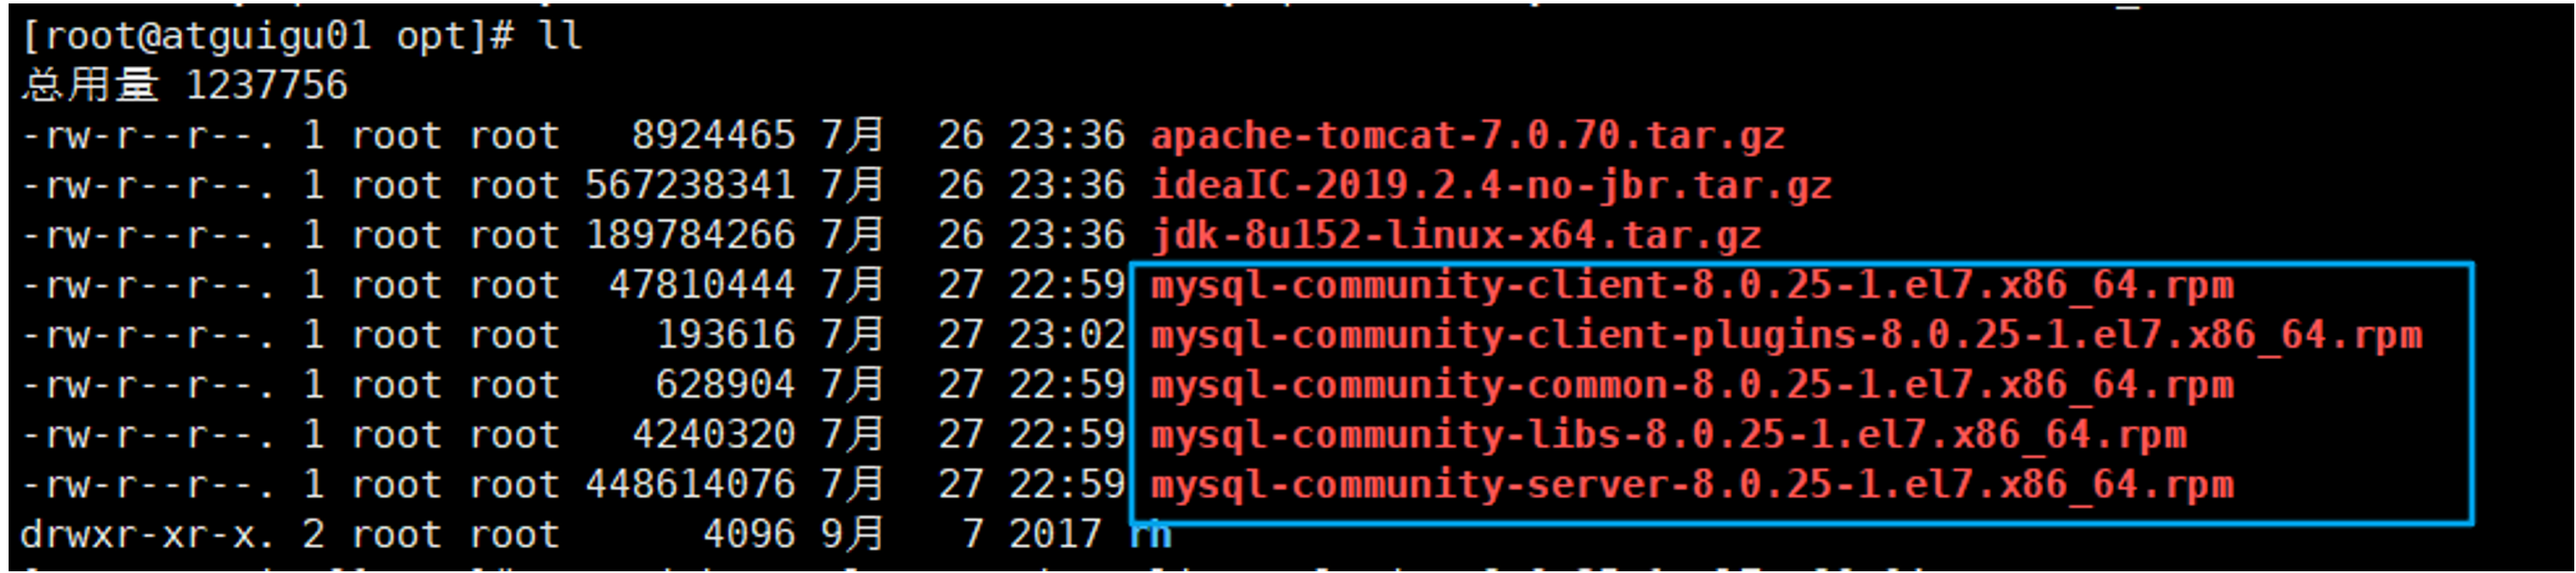 [root@atguigu01 opt]# ll
总用量 1237756
-rw-r--r--. 1 root root   8924465 7月  26 23:36 apache-tomcat-7.0.70.tar.gz
-rw-r--r--. 1 root root 567238341 7月  26 23:36 ideaIC-2019.2.4-no-jbr.tar.gz
-rw-r--r--. 1 root root 189784266 7月  26 23:36 jdk-8u152-linux-x64.tar.gz
-rw-r--r--. 1 root root  47810444 7月  27 22:59 mysql-community-client-8.0.25-1.el7.x86_64.rpm
-rw-r--r--. 1 root root    193616 7月  27 23:02 mysql-community-client-plugins-8.0.25-1.el7.x86_64.rpm
-rw-r--r--. 1 root root    628904 7月  27 22:59 mysql-community-common-8.0.25-1.el7.x86_64.rpm
-rw-r--r--. 1 root root   4240320 7月  27 22:59 mysql-community-libs-8.0.25-1.el7.x86_64.rpm
-rw-r--r--. 1 root root 448614076 7月  27 22:59 mysql-community-server-8.0.25-1.el7.x86_64.rpm
drwxr-xr-x. 2 root root      4096 9月   7 2017 rh